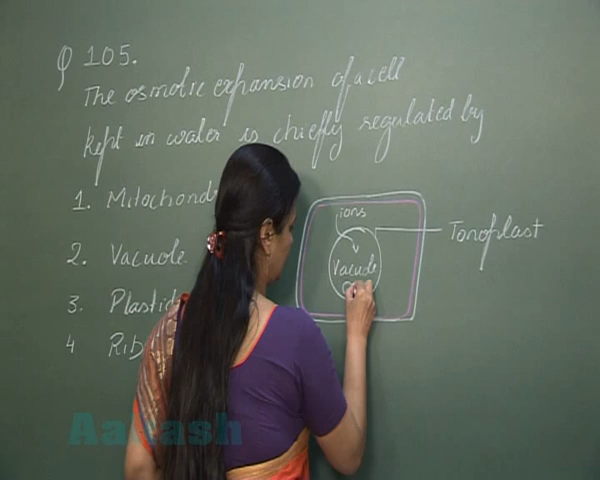 Q 105.
The osmotic expansion of a cell
kept in water is chiefly regulated by
1. Mitochond
2. Vacuole
3. Plastid
4 Rib
ions
Vacuole
Tonoplast
Aakash